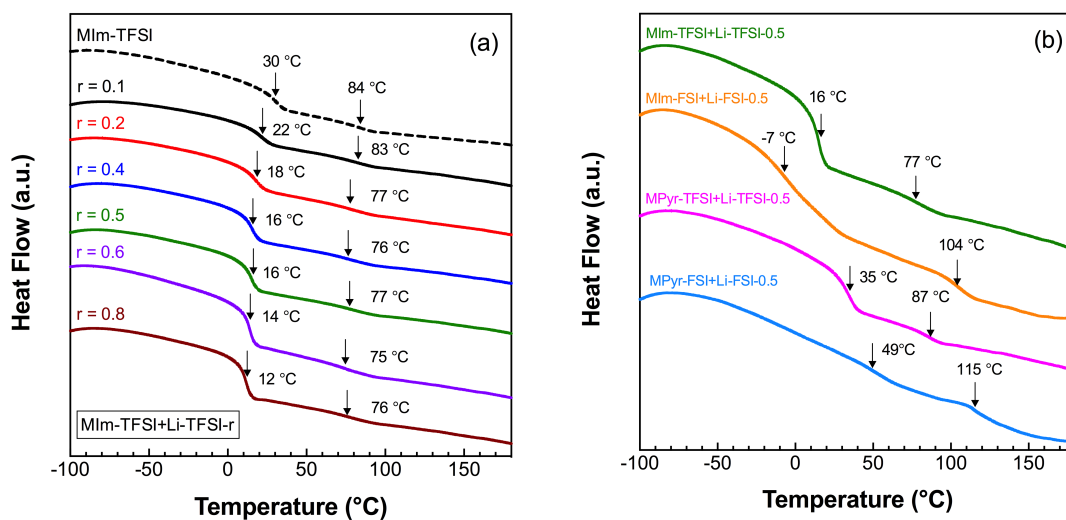 (a)
MIm-TFSI
30 °C
84 °C
r = 0.1
22 °C
83 °C
r = 0.2
18 °C
77 °C
r = 0.4
16 °C
76 °C
r = 0.5
16 °C
77 °C
r = 0.6
14 °C
75 °C
r = 0.8
12 °C
76 °C
MIm-TFSI+Li-TFSI-r
Heat Flow (a.u.)
-100 -50 0 50 100 150
Temperature (°C)
(b)
MIm-TFSI+Li-TFSI-0.5
16 °C
77 °C
MIm-FSI+Li-FSI-0.5
-7 °C
104 °C
MPyr-TFSI+Li-TFSI-0.5
35 °C
87 °C
MPyr-FSI+Li-FSI-0.5
49°C
115 °C
Heat Flow (a.u.)
-100 -50 0 50 100 150
Temperature (°C)